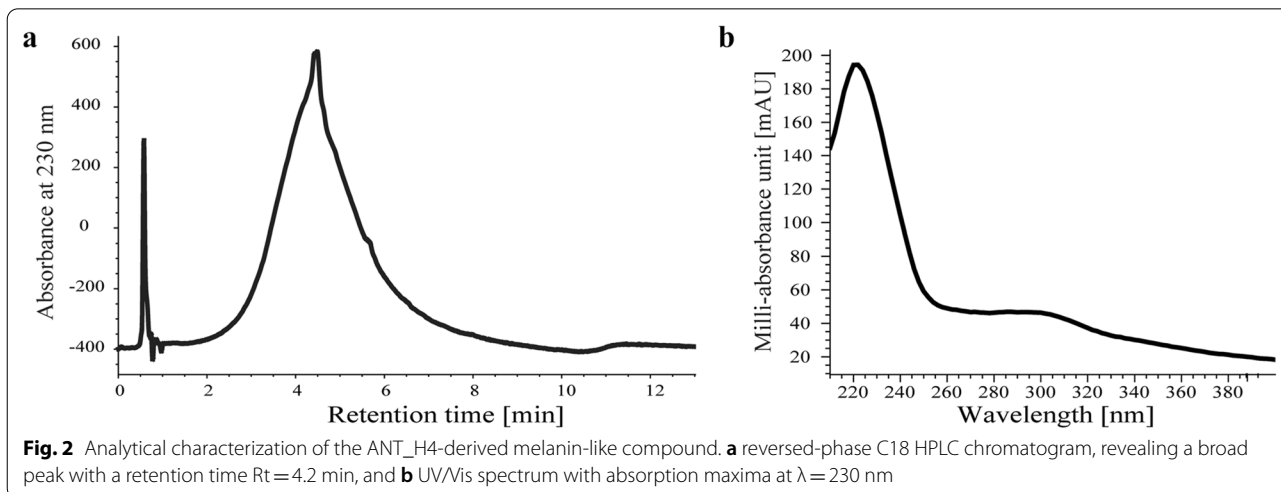 a
600
400
200
0
-200
-400
Absorbance at 230 nm
0 2 4 6 8 10 12
Retention time [min]
b
200
180
160
140
120
100
80
60
40
20
Milli-absorbance unit [mAU]
220 240 260 280 300 320 340 360 380
Wavelength [nm]
Fig. 2 Analytical characterization of the ANT_H4-derived melanin-like compound. a reversed-phase C18 HPLC chromatogram, revealing a broad
peak with a retention time Rt = 4.2 min, and b UV/Vis spectrum with absorption maxima at λ = 230 nm